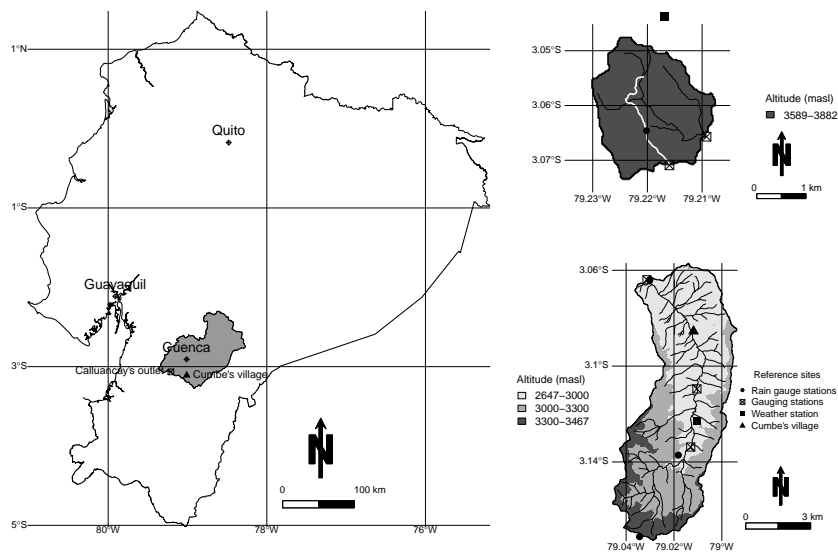 1°N
Quito
1°S
Guayaquil
Cuenca
3°S
Calluancay's outlet
Cumbe's village
N
0 100 km
5°S
80°W 78°W 76°W
3.05°S
3.06°S
3.07°S
79.23°W 79.22°W 79.21°W
Altitude (masl)
3589−3882
N
0 1 km
3.06°S
3.1°S
3.14°S
79.04°W 79.02°W 79°W
Altitude (masl)
2647−3000
3000−3300
3300−3467
Reference sites
Rain gauge stations
Gauging stations
Weather station
Cumbe's village
N
0 3 km